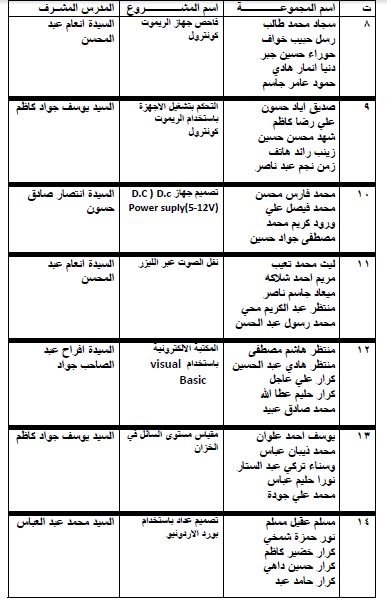 ت اسم المجموعـــــة اسم المشـــــــروع المدرس المشـرف
٨ سجاد محمد طالب فاحص جهاز الريموت السيدة انعام عبد
رسل حبيب خواف كونترول المحسن
حوراء حسين جبر
دنيا انمار هادي
حمود عامر جاسم
٩ صديق اياد حسون التحكم بتشغيل الاجهزة السيد يوسف جواد كاظم
علي رضا كاظم باستخدام الريموت
شهد محسن حسين كونترول
زينب رائد هاتف
زمن نجم عبد ناصر
١٠ محمد فارس محسن تصميم جهاز D.C ) D.c السيدة انتصار صادق
محمد فيصل علي Power suply(5-12V) حسون
ورود كريم محمد
مصطفى جواد حسين
١١ ليث محمد تعيب نقل الصوت عبر الليزر السيدة انعام عبد
مريم احمد شلاكه المحسن
ميعاد جاسم ناصر
منتظر عبد الكريم محي
محمد رسول عبد الحسن
١٢ منتظر هاشم مصطفى المكتبة الالكترونية السيدة افراح عبد
منتظر هادي عبد الحسين باستخدام visual الصاحب جواد
كرار علي عاجل Basic
كرار حليم عطا الله
محمد صادق عبيد
١٣ يوسف احمد علوان مقياس مستوى السائل في السيد يوسف جواد كاظم
محمد ذيبان عباس الخزان
وسناء تركي عبد الستار
نورا حليم عباس
محمد علي جودة
١٤ مسلم عقيل مسلم تصميم عداد باستخدام السيد محمد عبد العباس
نور حمزة شمخي بورد الاردوينو
كرار خضير كاظم
كرار حسين داهي
كرار حامد عبد